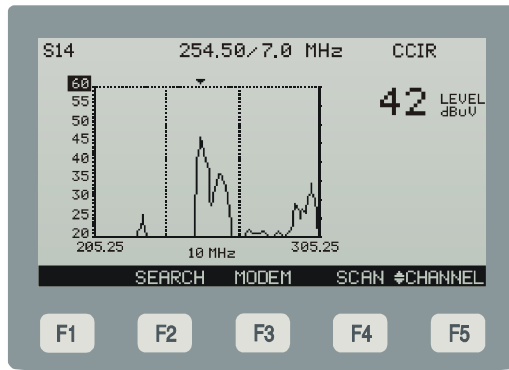 S14 254.50/7.0 MHz CCIR
60
55
50
45
40
35
30
25
20
42 LEVEL
dBuV
205.25 10 MHz 305.25
SEARCH MODEM SCAN CHANNEL
F1 F2 F3 F4 F5